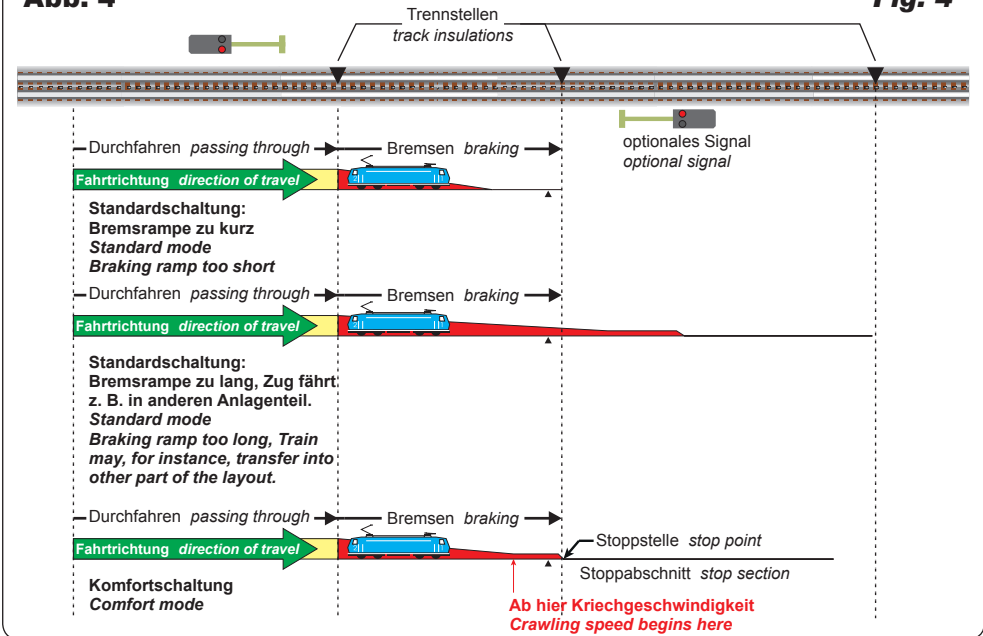 Abb. 4
Fig. 4
Trennstellen
track insulations
optionales Signal
optional signal
Durchfahren passing through
Bremsen braking
Fahrtrichtung direction of travel
Standardschaltung:
Bremsrampe zu kurz
Standard mode
Braking ramp too short
Durchfahren passing through
Bremsen braking
Fahrtrichtung direction of travel
Standardschaltung:
Bremsrampe zu lang, Zug fährt
z. B. in anderen Anlagenteil.
Standard mode
Braking ramp too long, Train
may, for instance, transfer into
other part of the layout.
Durchfahren passing through
Bremsen braking
Fahrtrichtung direction of travel
Stoppstelle stop point
Stoppabschnitt stop section
Komfortschaltung
Comfort mode
Ab hier Kriechgeschwindigkeit
Crawling speed begins here